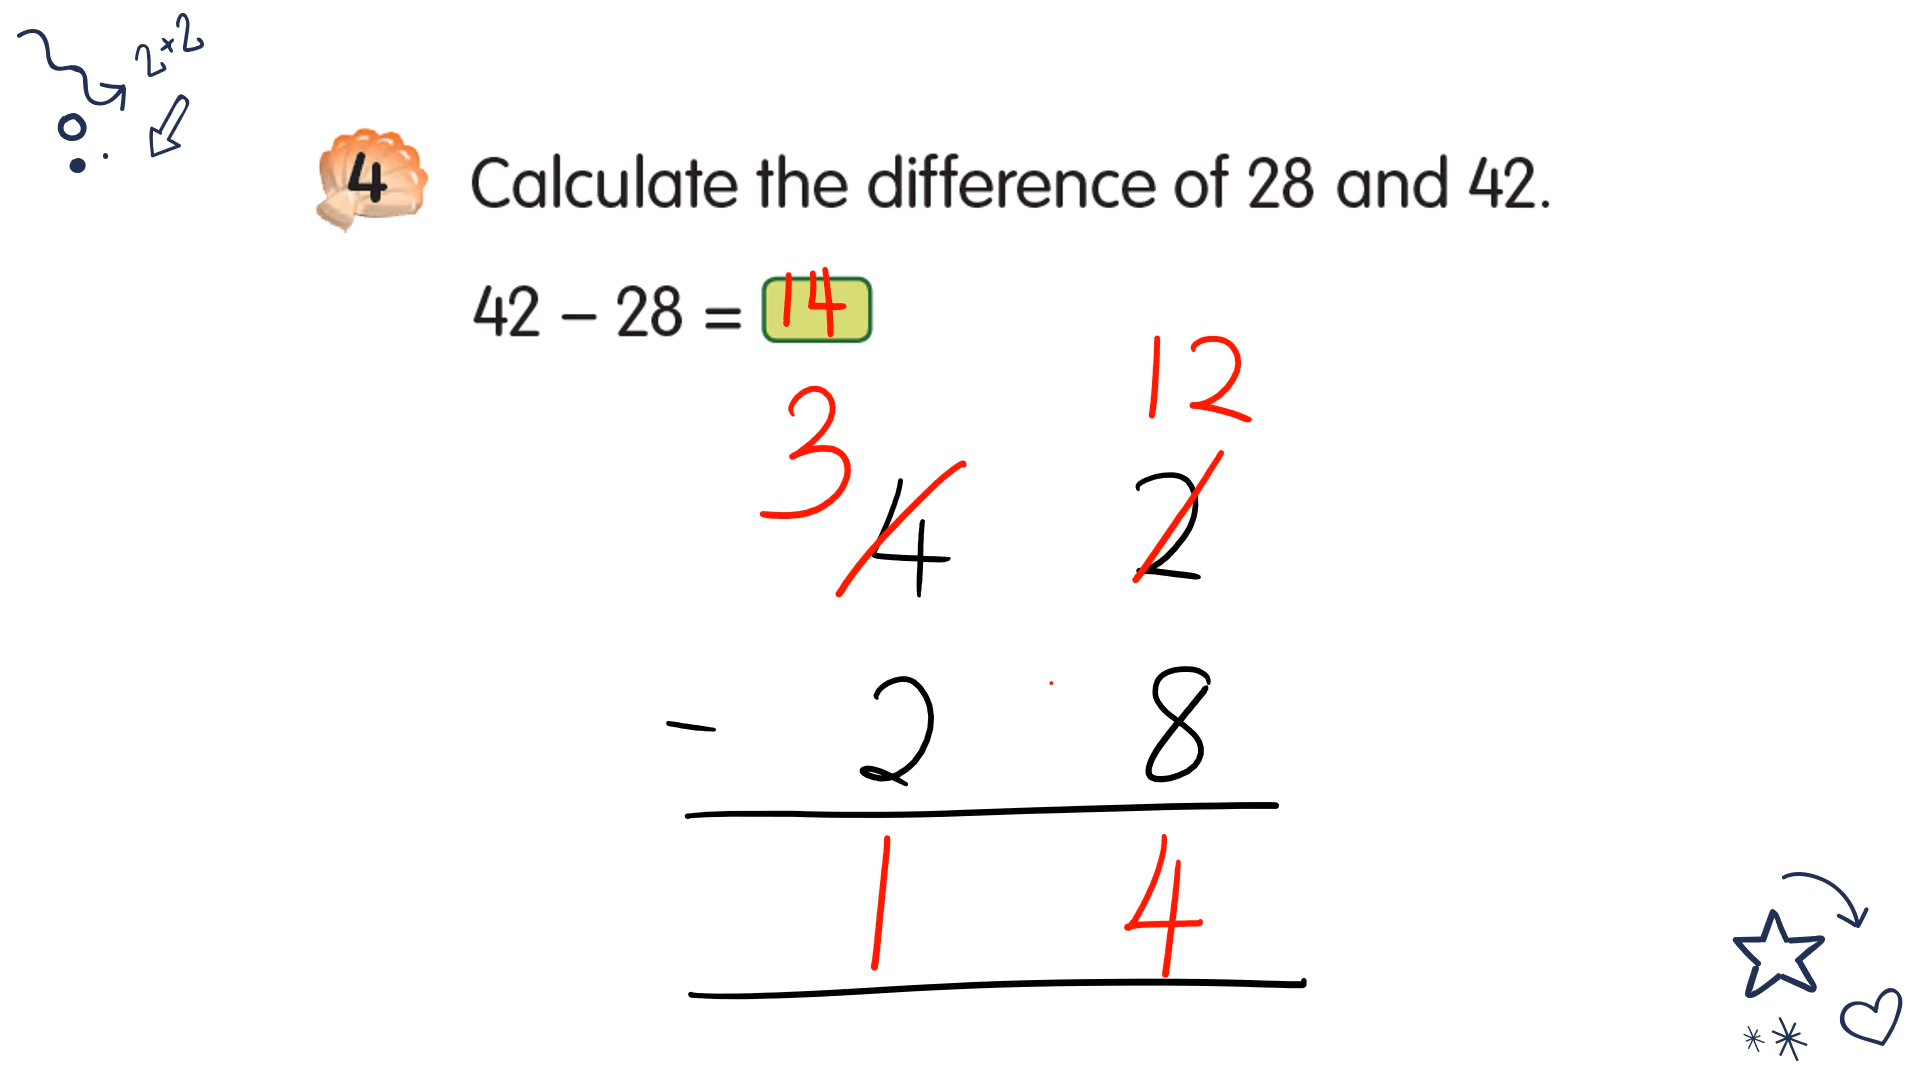 2×2
4 Calculate the difference of 28 and 42.
42 – 28 = 14
3 12
4 2
– 2 8
1 4